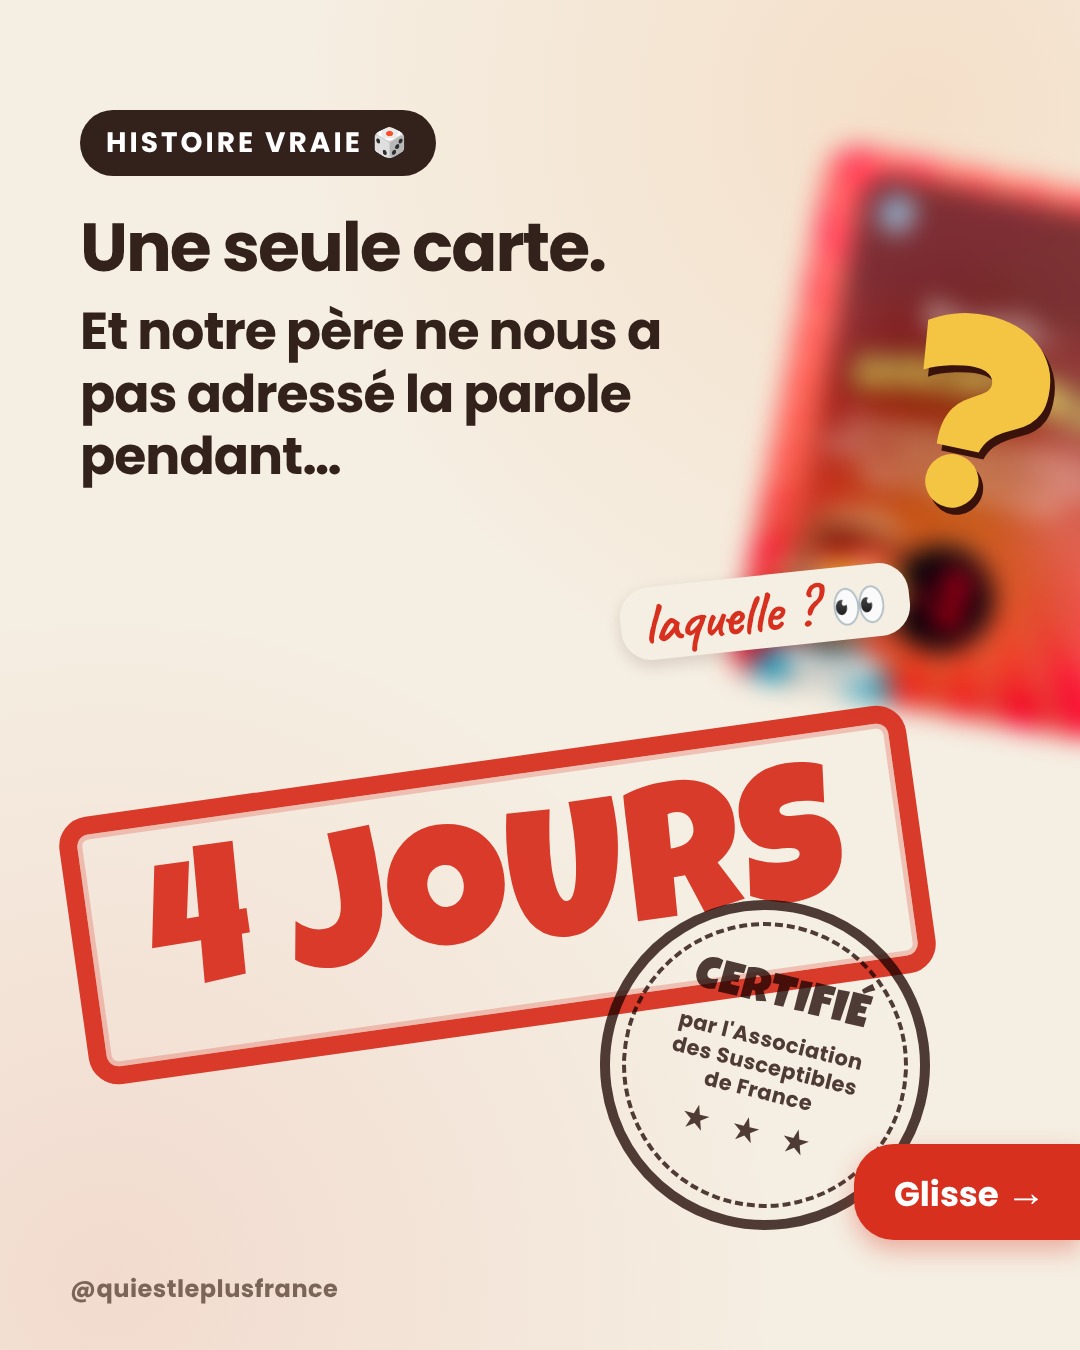 HISTOIRE VRAIE 🎲
Une seule carte.
Et notre père ne nous a
pas adressé la parole
pendant...
?
laquelle ? 👀
4 JOURS
CERTIFIÉ
par l'Association
des Susceptibles
de France
★ ★ ★
Glisse →
@quiestleplusfrance